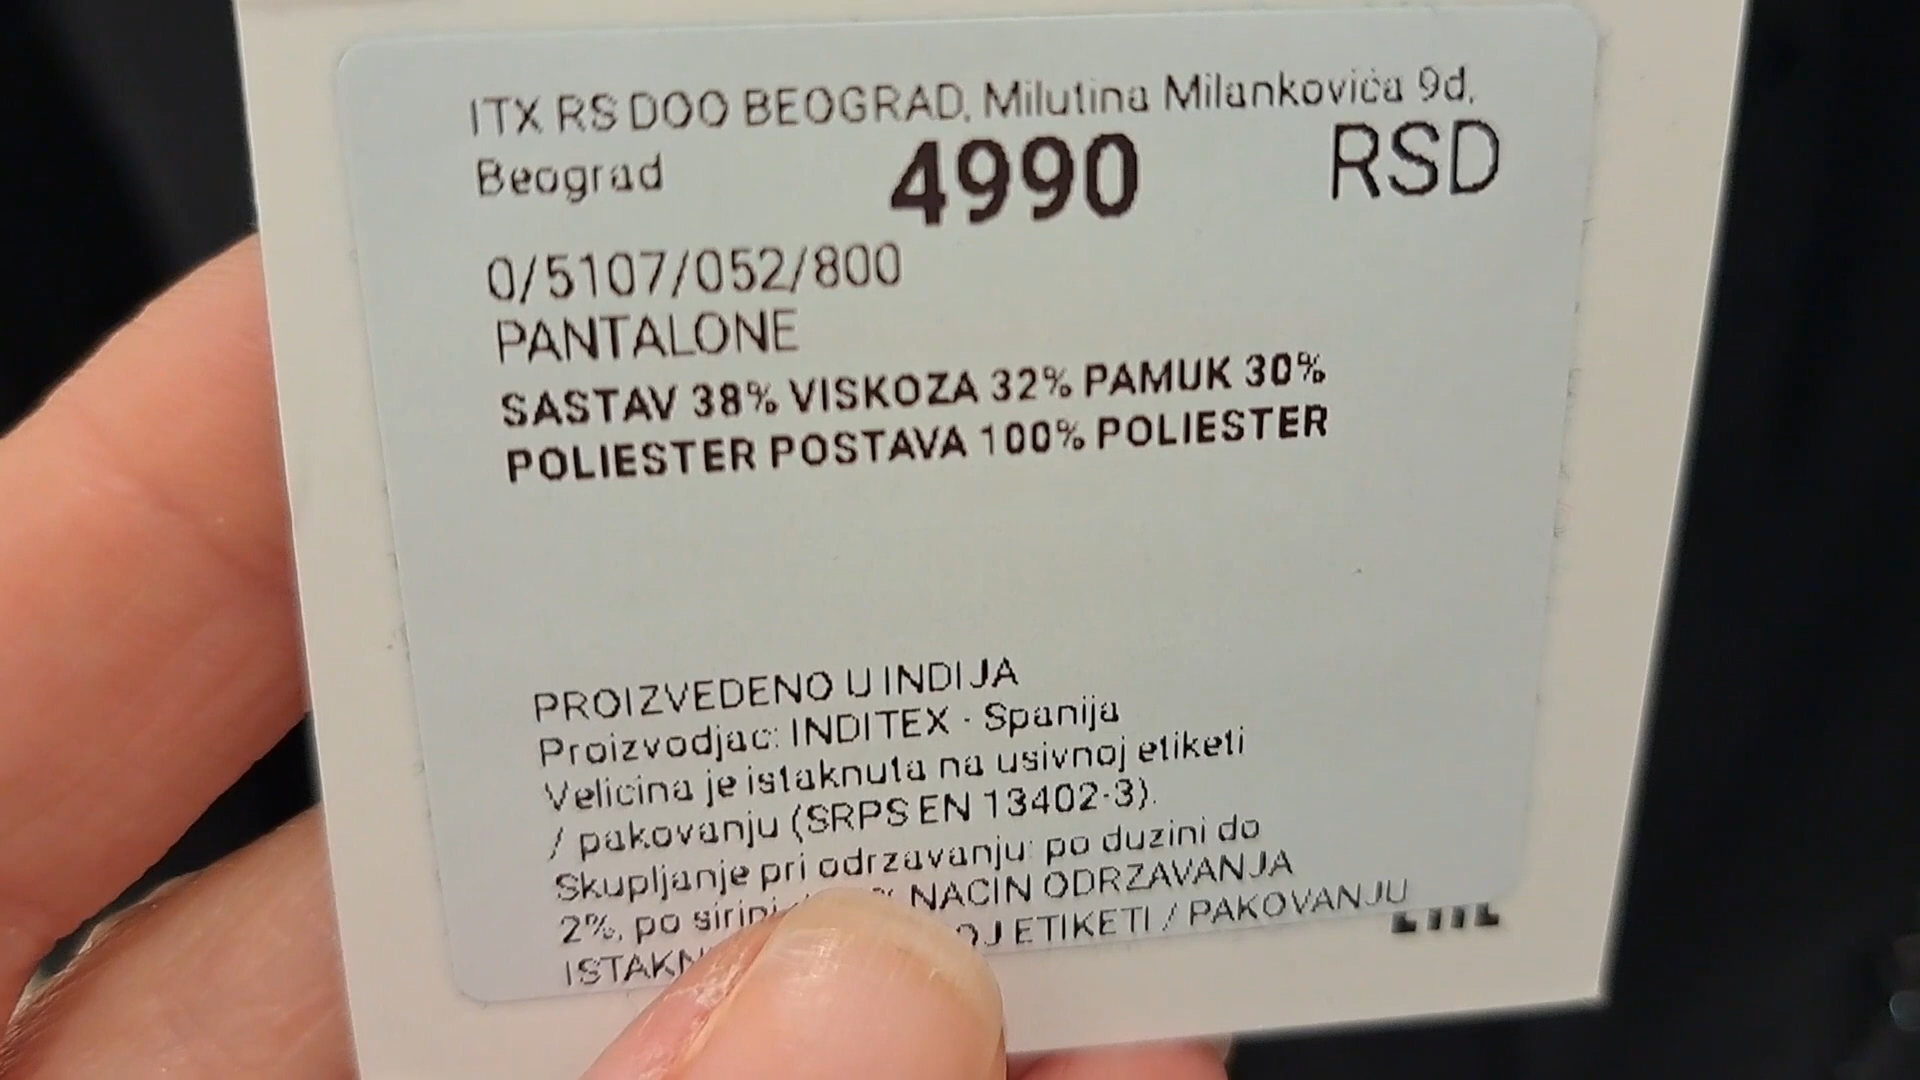 ITX RS DOO BEOGRAD, Milutina Milankovića 9d,
Beograd 4990 RSD
0/5107/052/800
PANTALONE
SASTAV 38% VISKOZA 32% PAMUK 30%
POLIESTER POSTAVA 100% POLIESTER
PROIZVEDENO U INDIJA
Proizvodjac: INDITEX - Spanija
Velicina je istaknuta na usivnoj etiketi
/ pakovanju (SRPS EN 13402-3).
Skupljanje pri odrzavanju: po duzini do
2%, po sirini NACIN ODRZAVANJA
ETIKETI / PAKOVANJU